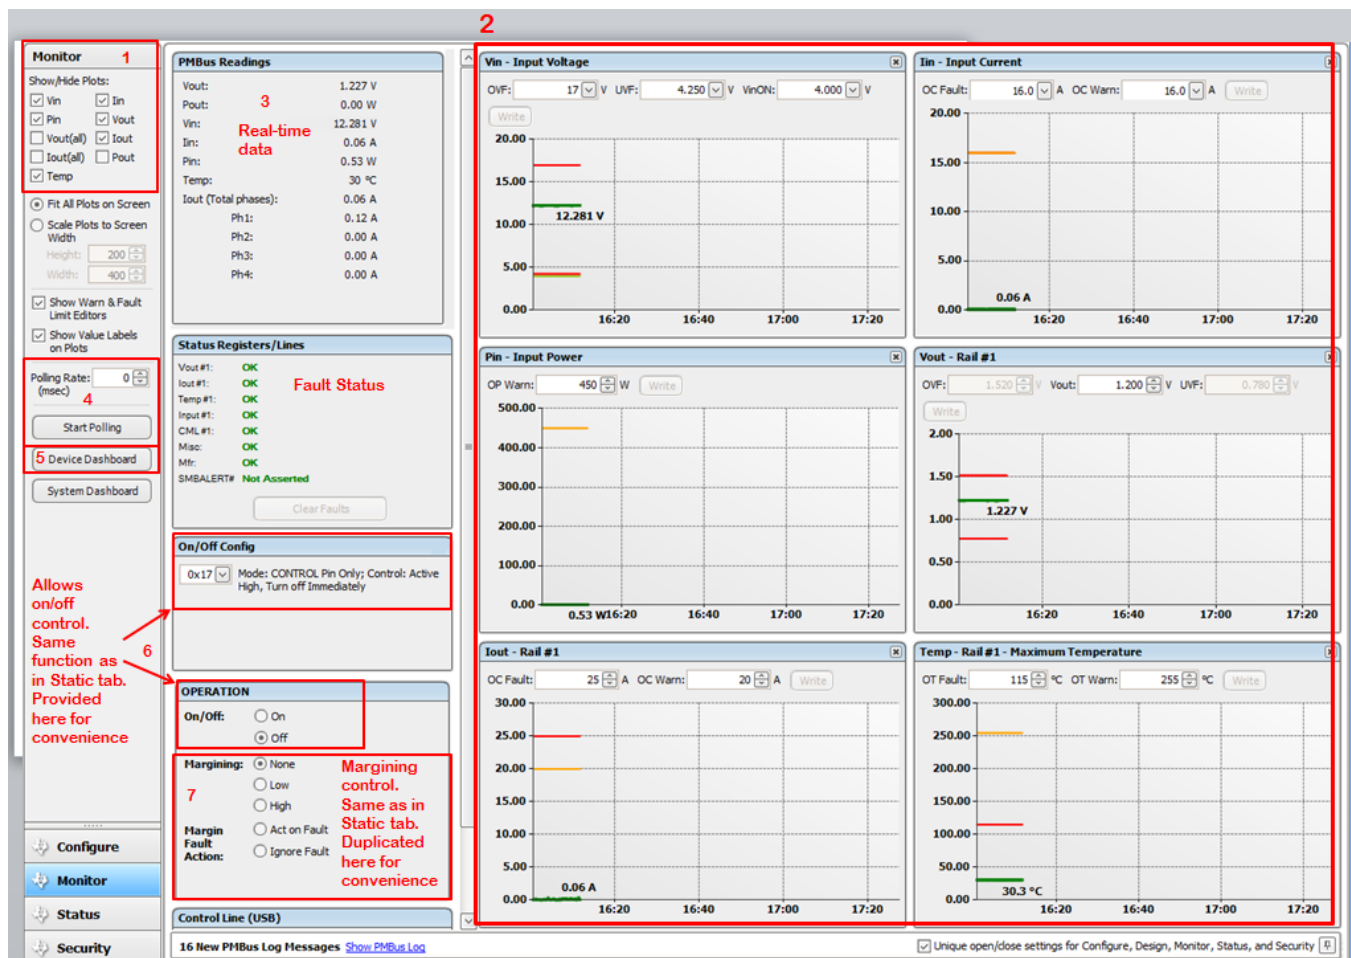 2
Monitor 1
Show/Hide Plots:
Vin Iin
Pin Vout
Vout(all) Iout
Iout(all) Pout
Temp
Fit All Plots on Screen
Scale Plots to Screen
Width
Height: 200
Width: 400
Show Warn & Fault
Limit Editors
Show Value Labels
on Plots
Polling Rate: 0
(msec)
4
Start Polling
5 Device Dashboard
System Dashboard
Allows
on/off
control.
Same
function as
in Static tab.
Provided
here for
convenience
6
Configure
Monitor
Status
Security
PMBus Readings
Vout: 1.227 V
Pout: 0.00 W
Vin: 12.281 V
Iin: 0.06 A
Pin: 0.53 W
Temp: 30 ºC
Iout (Total phases): 0.06 A
Ph1: 0.12 A
Ph2: 0.00 A
Ph3: 0.00 A
Ph4: 0.00 A
3
Real-time
data
Status Registers/Lines
Vout #1: OK
Iout #1: OK
Temp #1: OK
Input #1: OK
CML #1: OK
Misc: OK
Mfr: OK
SMBALERT# Not Asserted
Fault Status
Clear Faults
On/Off Config
0x17 Mode: CONTROL Pin Only; Control: Active
High, Turn off Immediately
OPERATION
On/Off: On
Off
Margining: None
Low
High
7
Margin
Fault
Action:
Act on Fault
Ignore Fault
Margining
control.
Same as in
Static tab.
Duplicated
here for
convenience
Control Line (USB)
Vin - Input Voltage
OVF: 17 V UVF: 4.250 V VinON: 4.000 V
Write
20.00
15.00
10.00
5.00
0.00
12.281 V
16:20 16:40 17:00 17:20
Iin - Input Current
OC Fault: 16.0 A OC Warn: 16.0 A Write
20.00
15.00
10.00
5.00
0.00
0.06 A
16:20 16:40 17:00 17:20
Pin - Input Power
OP Warn: 450 W Write
500.00
400.00
300.00
200.00
100.00
0.00
0.53 W
16:20 16:40 17:00 17:20
Vout - Rail #1
OVF: 1.520 V Vout: 1.200 V UVF: 0.780 V
Write
2.00
1.50
1.00
0.50
0.00
1.227 V
16:20 16:40 17:00 17:20
Iout - Rail #1
OC Fault: 25 A OC Warn: 20 A Write
30.00
25.00
20.00
15.00
10.00
5.00
0.00
0.06 A
16:20 16:40 17:00 17:20
Temp - Rail #1 - Maximum Temperature
OT Fault: 115 ºC OT Warn: 255 ºC Write
300.00
250.00
200.00
150.00
100.00
50.00
0.00
30.3 ºC
16:20 16:40 17:00 17:20
16 New PMBus Log Messages Show PMBus Log
Unique open/close settings for Configure, Design, Monitor, Status, and Security